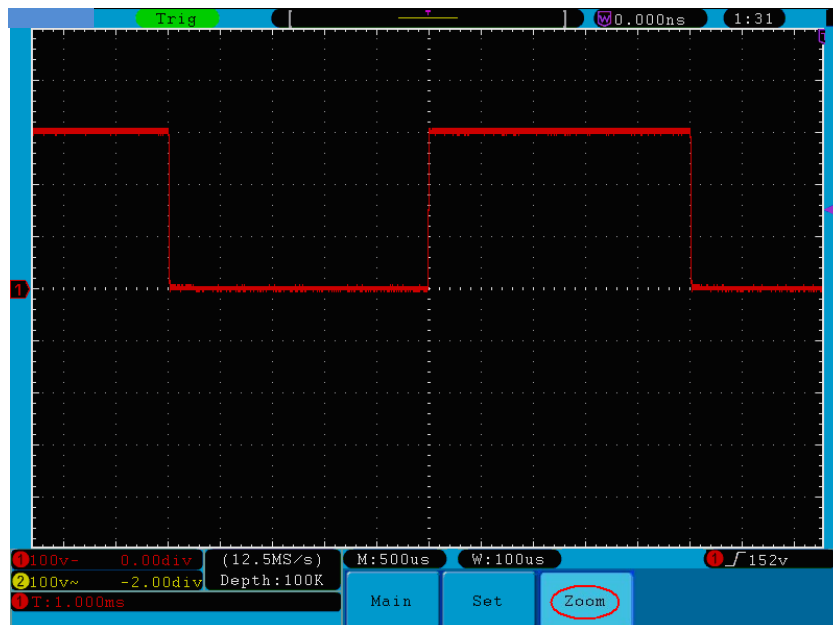 Trig [ T ] W 0.000ns 1:31
1
1 100v- 0.00div (12.5MS/s) M:500us W:100us 1 152v
2 100v~ -2.00div Depth:100K
1 T:1.000ms Main Set Zoom